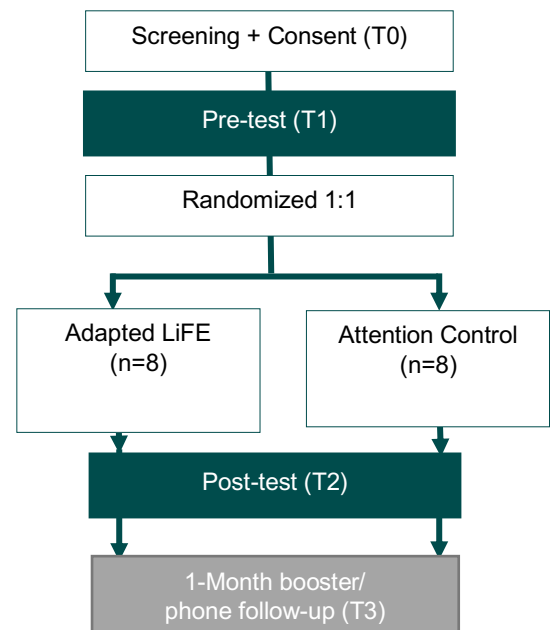 Screening + Consent (T0)
Pre-test (T1)
Randomized 1:1
Adapted LiFE
(n=8)
Attention Control
(n=8)
Post-test (T2)
1-Month booster/
phone follow-up (T3)